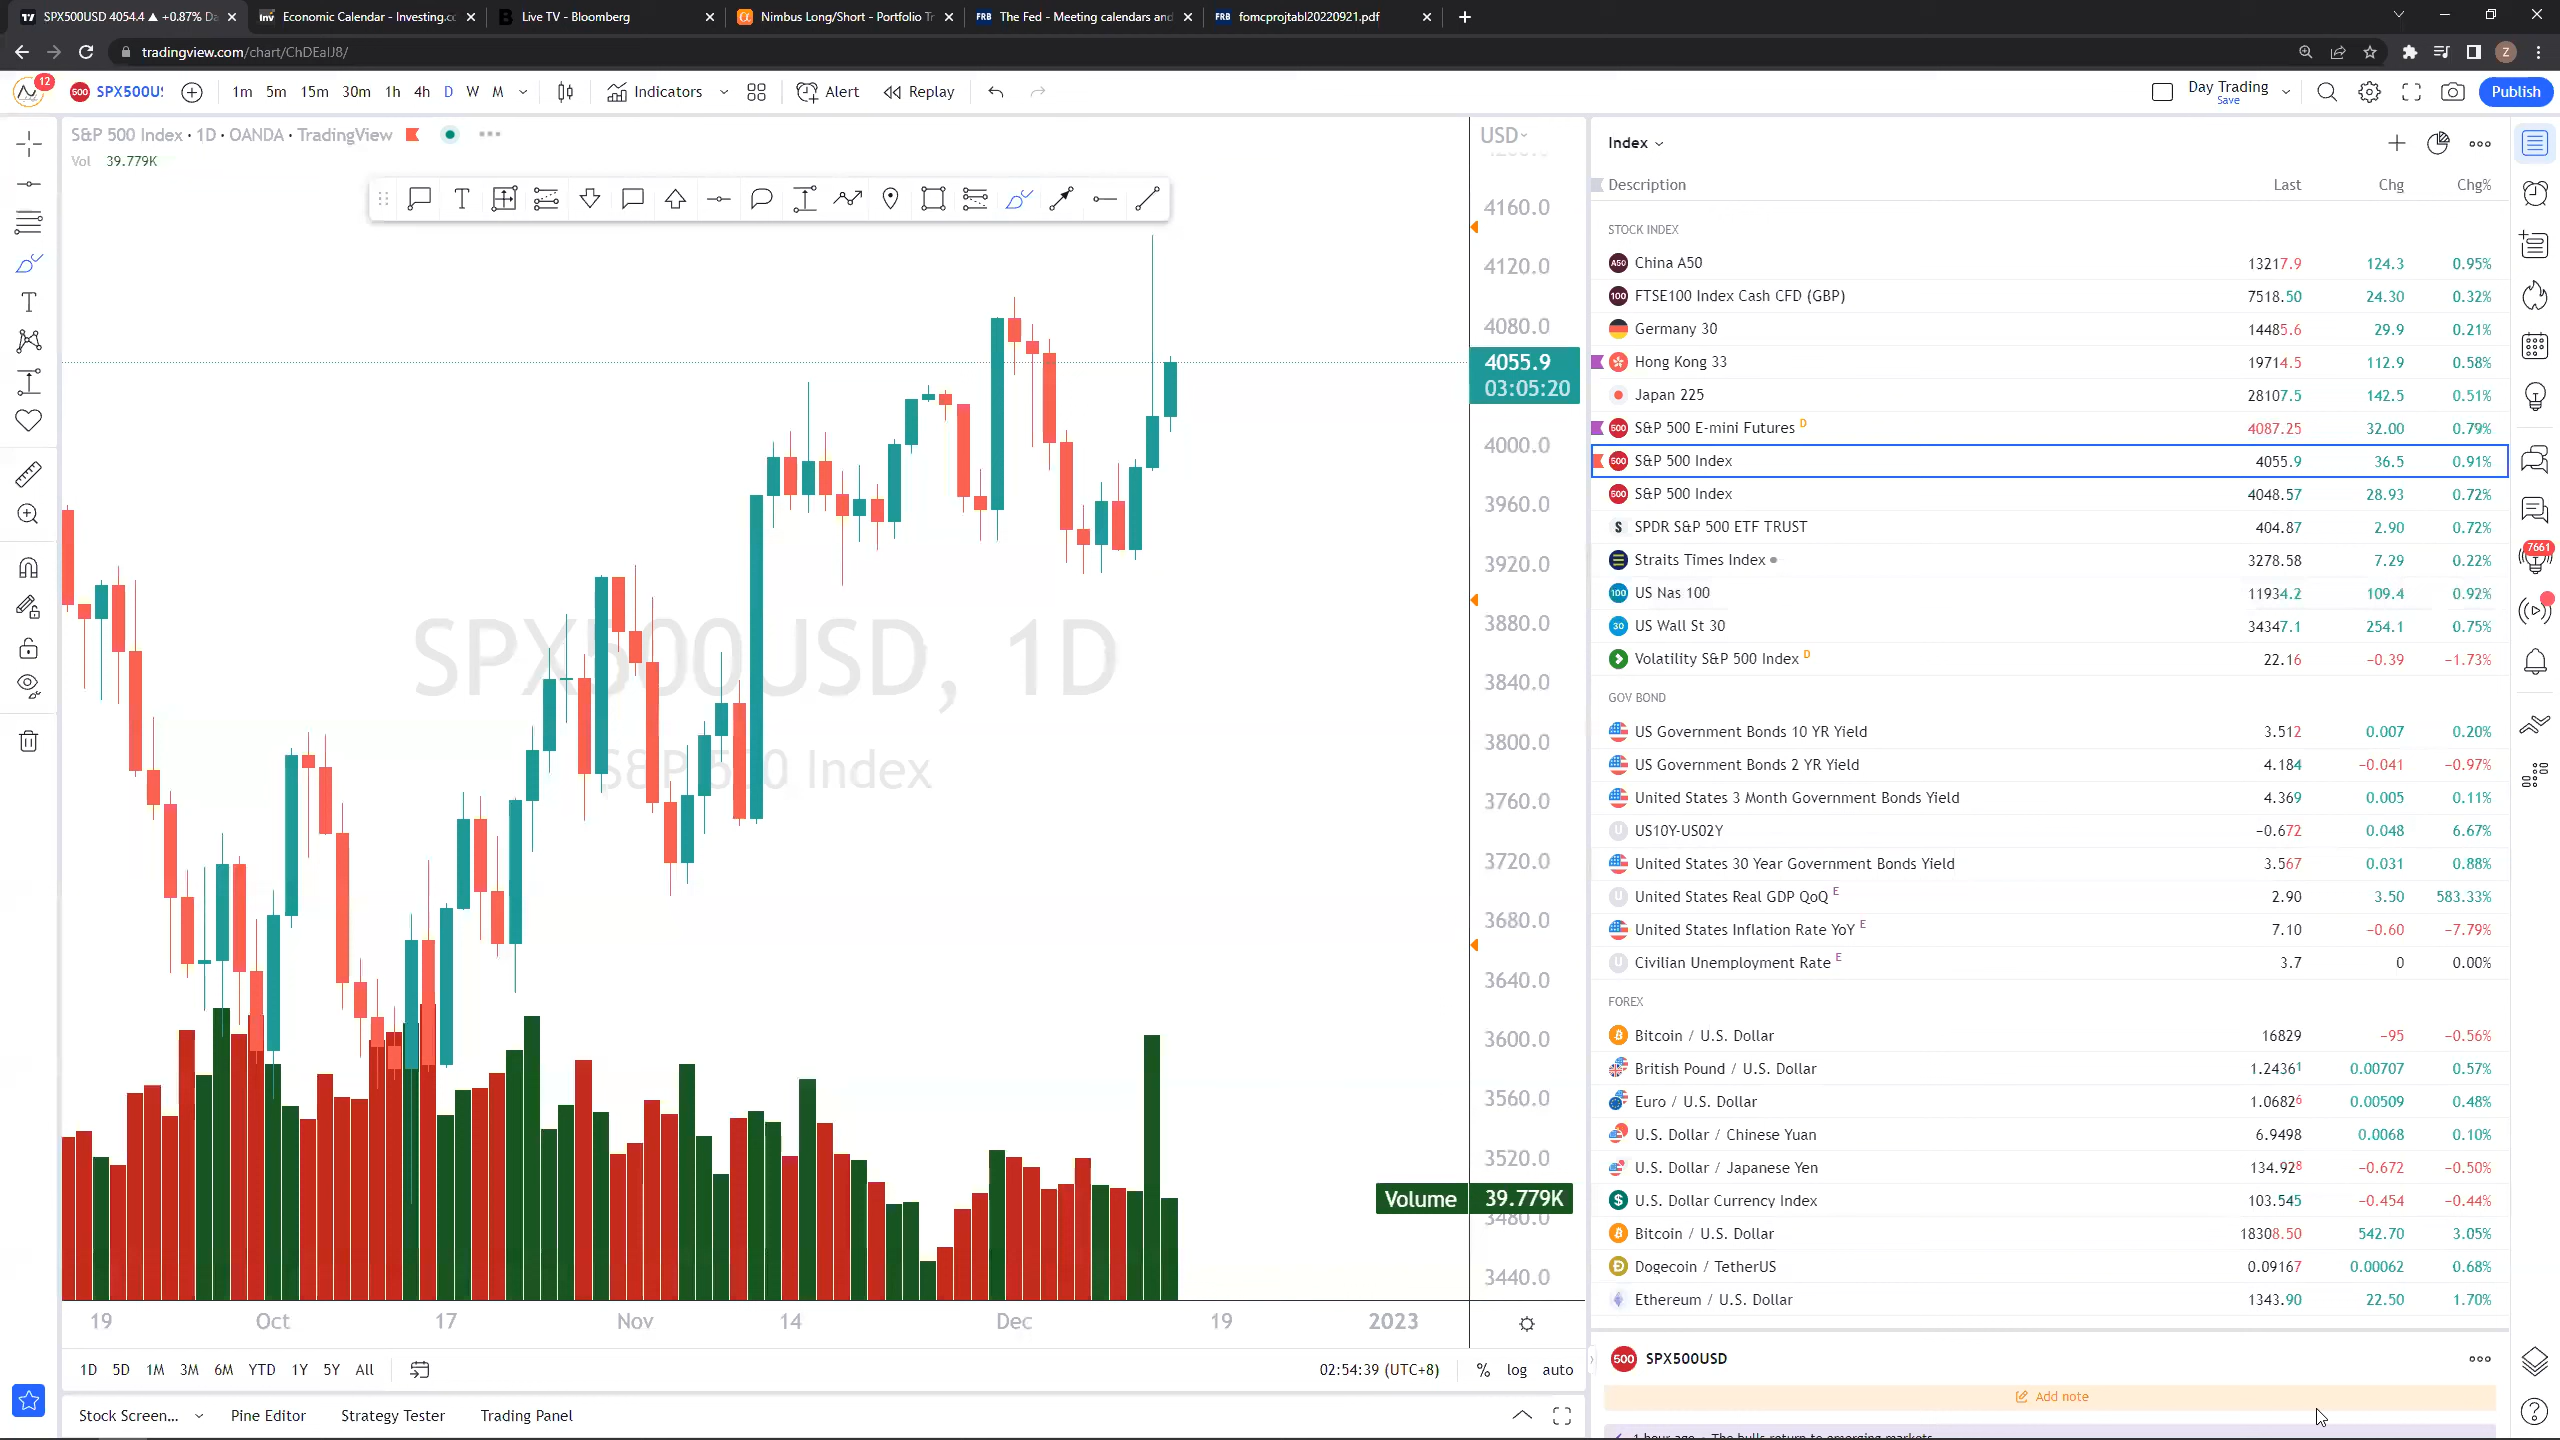 SPX500USD 4054.4 ▲ +0.87% Da
Economic Calendar - Investing.co
Live TV - Bloomberg
Nimbus Long/Short - Portfolio Tr
The Fed - Meeting calendars and
fomcprojtabl20220921.pdf
tradingview.com/chart/ChDEaIJ8/
12
SPX500U
1m 5m 15m 30m 1h 4h D W M
Indicators
Alert
Replay
Day Trading
Save
Publish
S&P 500 Index · 1D · OANDA · TradingView
Vol 39.779K
USD
4160.0
4120.0
4080.0
4055.9
03:05:20
4000.0
3960.0
3920.0
3880.0
3840.0
3800.0
3760.0
3720.0
3680.0
3640.0
3600.0
3560.0
3520.0
Volume 39.779K
3480.0
3440.0
SPX500USD, 1D
S&P 500 Index
19 Oct 17 Nov 14 Dec 19 2023
1D 5D 1M 3M 6M YTD 1Y 5Y All
02:54:39 (UTC+8) % log auto
Stock Screen... Pine Editor Strategy Tester Trading Panel
Index
Description Last Chg Chg%
STOCK INDEX
China A50 13217.9 124.3 0.95%
FTSE100 Index Cash CFD (GBP) 7518.50 24.30 0.32%
Germany 30 14485.6 29.9 0.21%
Hong Kong 33 19714.5 112.9 0.58%
Japan 225 28107.5 142.5 0.51%
S&P 500 E-mini Futures D 4087.25 32.00 0.79%
S&P 500 Index 4055.9 36.5 0.91%
S&P 500 Index 4048.57 28.93 0.72%
SPDR S&P 500 ETF TRUST 404.87 2.90 0.72%
Straits Times Index 3278.58 7.29 0.22%
US Nas 100 11934.2 109.4 0.92%
US Wall St 30 34347.1 254.1 0.75%
Volatility S&P 500 Index D 22.16 −0.39 −1.73%
GOV BOND
US Government Bonds 10 YR Yield 3.512 0.007 0.20%
US Government Bonds 2 YR Yield 4.184 −0.041 −0.97%
United States 3 Month Government Bonds Yield 4.369 0.005 0.11%
US10Y-US02Y −0.672 0.048 6.67%
United States 30 Year Government Bonds Yield 3.567 0.031 0.88%
United States Real GDP QoQ E 2.90 3.50 583.33%
United States Inflation Rate YoY E 7.10 −0.60 −7.79%
Civilian Unemployment Rate E 3.7 0 0.00%
FOREX
Bitcoin / U.S. Dollar 16829 −95 −0.56%
British Pound / U.S. Dollar 1.24361 0.00707 0.57%
Euro / U.S. Dollar 1.06826 0.00509 0.48%
U.S. Dollar / Chinese Yuan 6.9498 0.0068 0.10%
U.S. Dollar / Japanese Yen 134.928 −0.672 −0.50%
U.S. Dollar Currency Index 103.545 −0.454 −0.44%
Bitcoin / U.S. Dollar 18308.50 542.70 3.05%
Dogecoin / TetherUS 0.09167 0.00062 0.68%
Ethereum / U.S. Dollar 1343.90 22.50 1.70%
SPX500USD
Add note
1 hour ago · The bulls return to emerging markets
7661